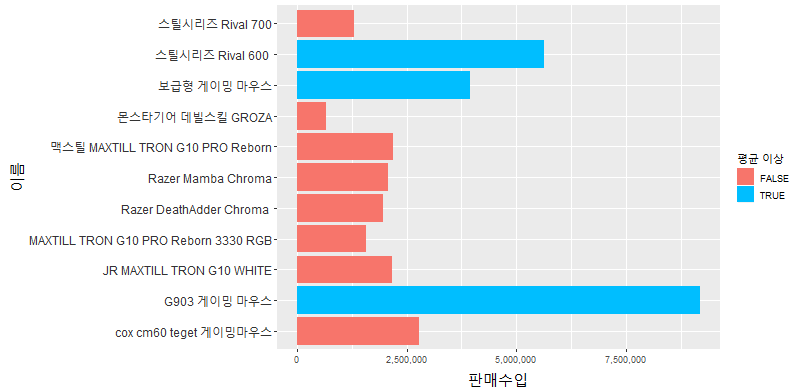 스틸시리즈 Rival 700
스틸시리즈 Rival 600
보급형 게이밍 마우스
몬스타기어 데빌스킬 GROZA
맥스틸 MAXTILL TRON G10 PRO Reborn
Razer Mamba Chroma
Razer DeathAdder Chroma
MAXTILL TRON G10 PRO Reborn 3330 RGB
JR MAXTILL TRON G10 WHITE
G903 게이밍 마우스
cox cm60 teget 게이밍마우스
이름
0
2,500,000
5,000,000
7,500,000
판매수입
평균 이상
FALSE
TRUE